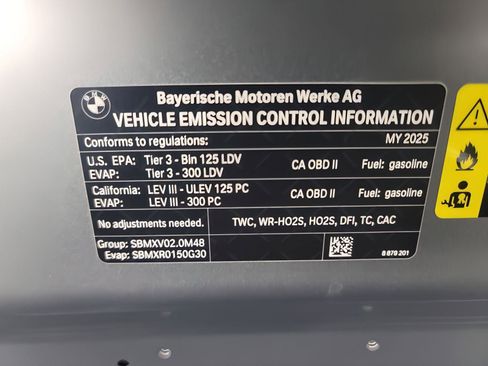 BMW
Bayerische Motoren Werke AG
VEHICLE EMISSION CONTROL INFORMATION
Conforms to regulations: MY 2025
U.S. EPA: Tier 3 - Bin 125 LDV CA OBD II Fuel: gasoline
EVAP: Tier 3 - 300 LDV
California: LEV III - ULEV 125 PC CA OBD II Fuel: gasoline
EVAP: LEV III - 300 PC
No adjustments needed. TWC, WR-HO2S, HO2S, DFI, TC, CAC
Group: SBMXV02.0M48
Evap: SBMXR0150G30
8 879 201